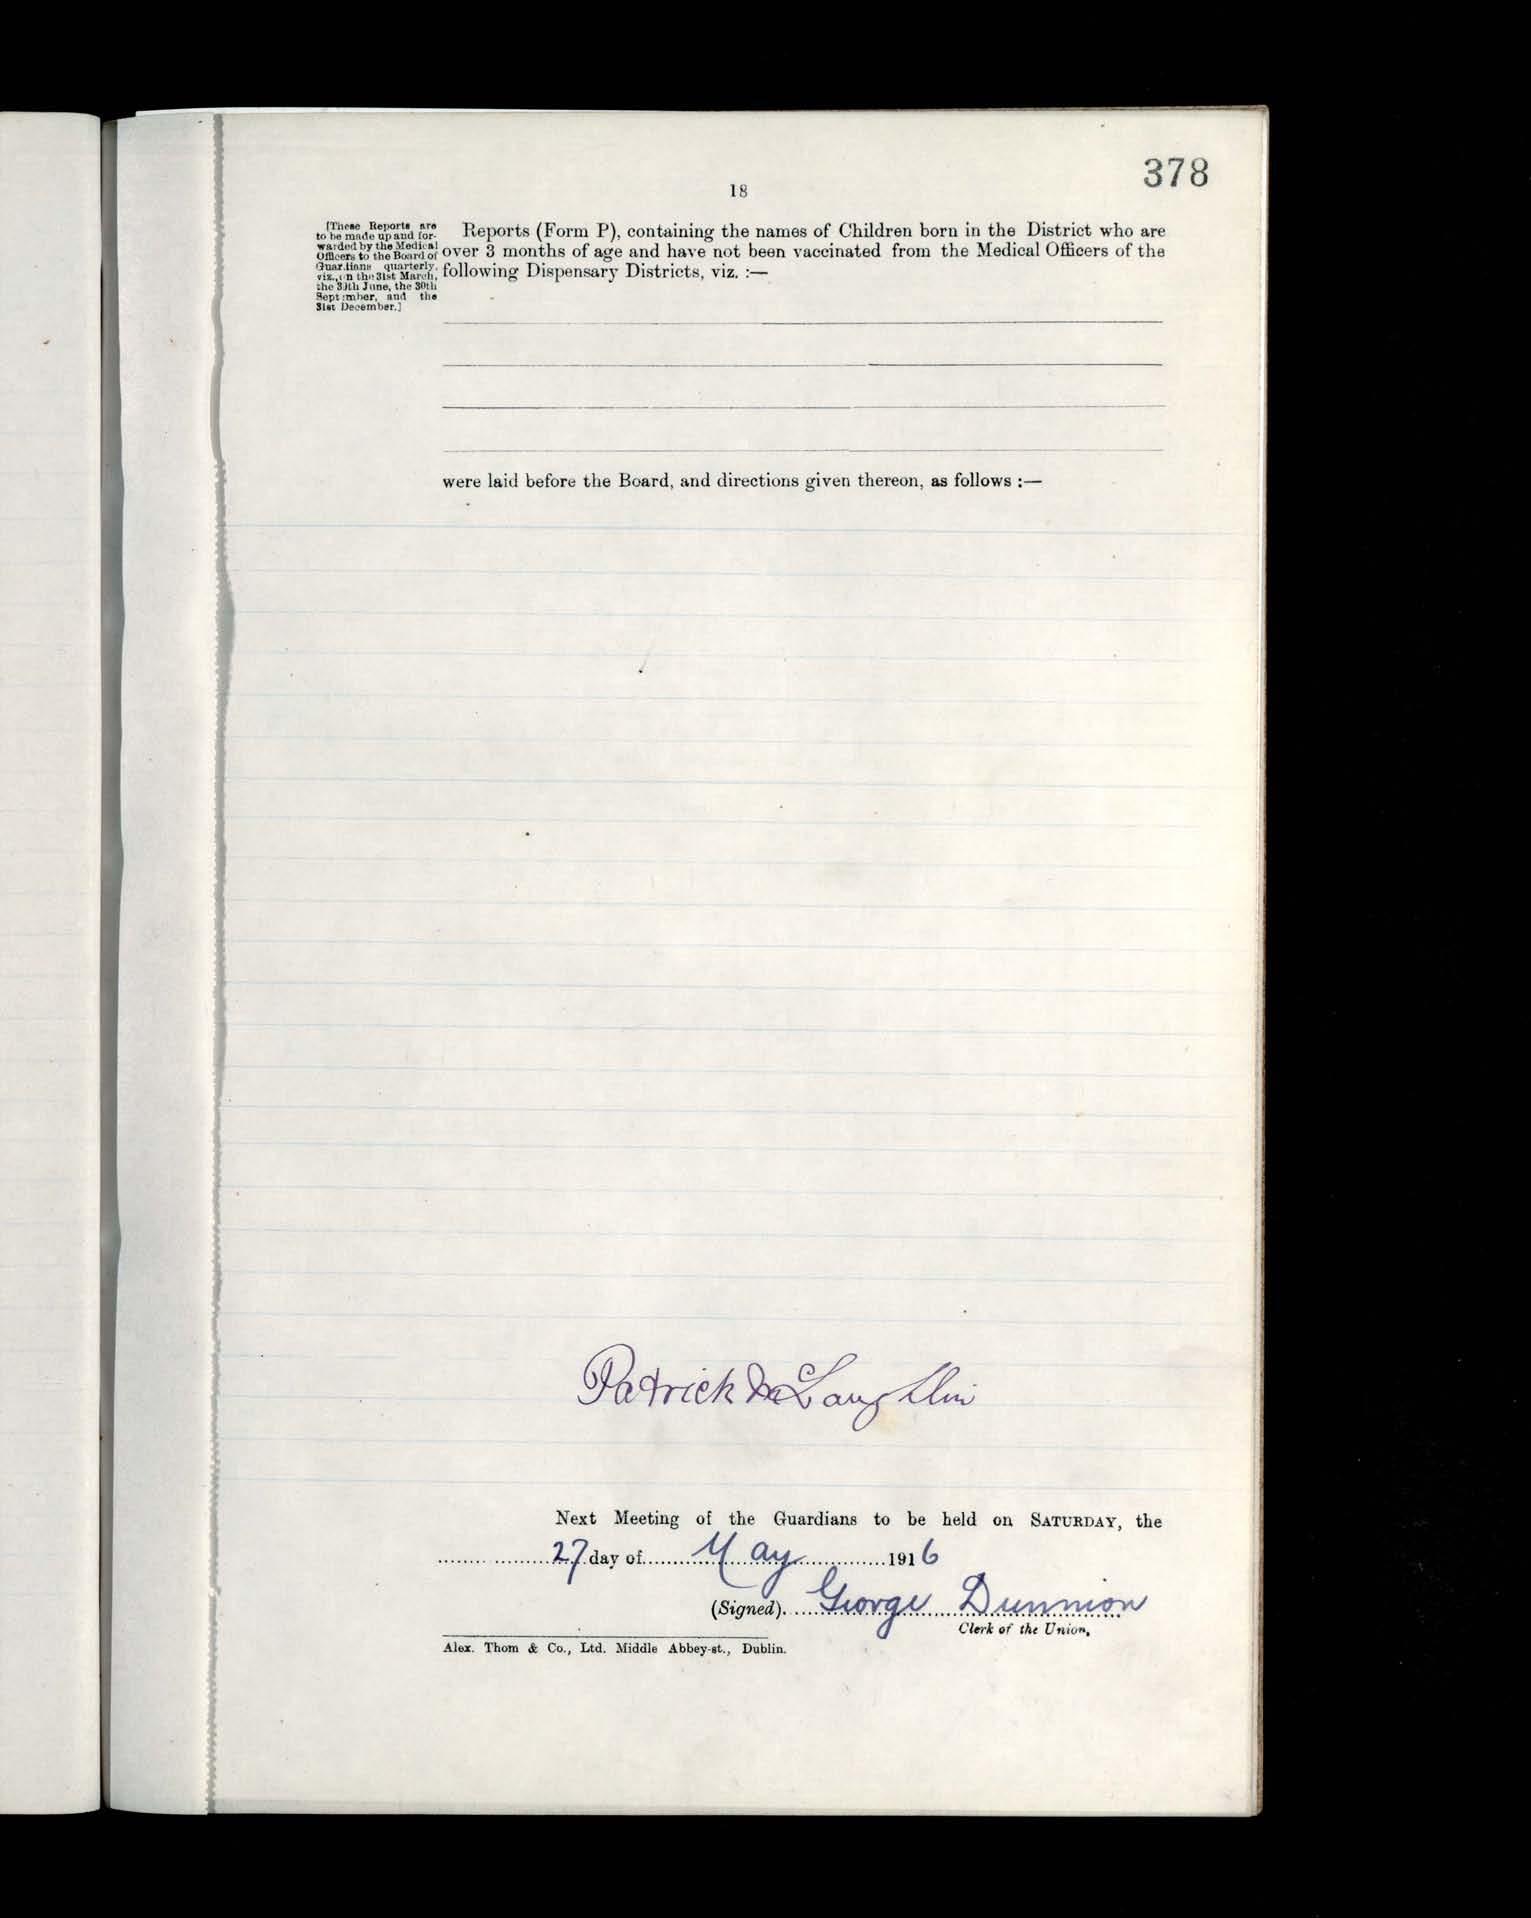 378
18
[These Reports are
to be made up and for-
warded by the Medical
Officers to the Board of
Guardians quarterly,
viz., on the 31st March,
the 30th June, the 30th
September, and the
31st December.]
Reports (Form P), containing the names of Children born in the District who are
over 3 months of age and have not been vaccinated from the Medical Officers of the
following Dispensary Districts, viz. :—
were laid before the Board, and directions given thereon, as follows :—
Patrick McLaughlin
Next Meeting of the Guardians to be held on SATURDAY, the
27 day of May 1916
(Signed). George Dunnion
Clerk of the Union,
Alex. Thom & Co., Ltd. Middle Abbey-st., Dublin.